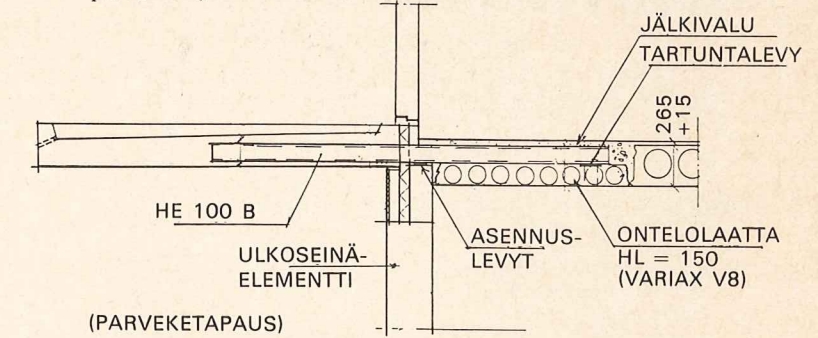 JÄLKIVALU
TARTUNTALEVY
265
+15
HE 100 B
ULKOSEINÄ-
ELEMENTTI
ASENNUS-
LEVYT
ONTELOLAATTA
HL = 150
(VARIAX V8)
(PARVEKETAPAUS)